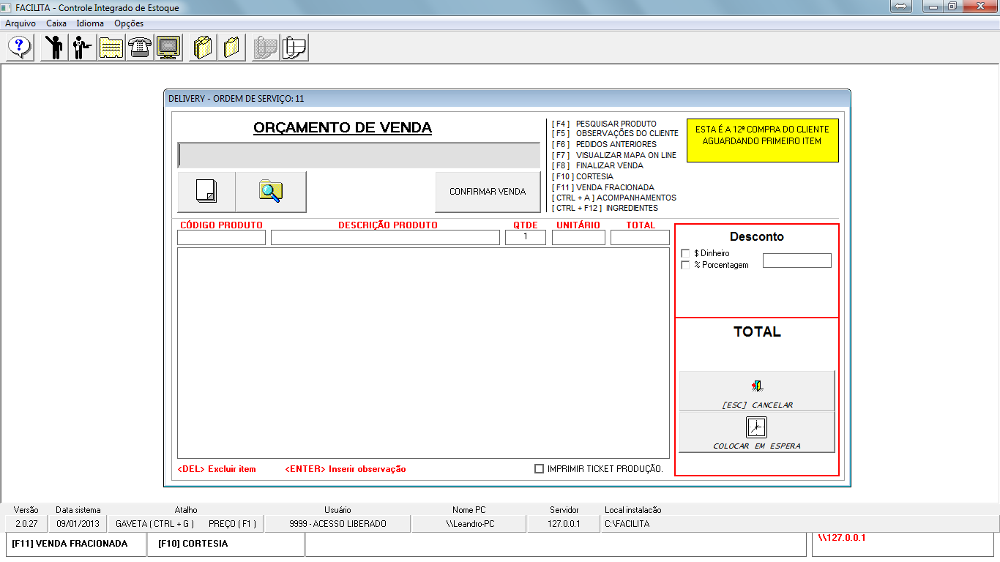 FACILITA - Controle Integrado de Estoque
Arquivo Caixa Idioma Opções
DELIVERY - ORDEM DE SERVIÇO: 11
ORÇAMENTO DE VENDA
CONFIRMAR VENDA
[ F4 ] PESQUISAR PRODUTO
[ F5 ] OBSERVAÇÕES DO CLIENTE
[ F6 ] PEDIDOS ANTERIORES
[ F7 ] VISUALIZAR MAPA ON LINE
[ F8 ] FINALIZAR VENDA
[ F10 ] CORTESIA
[ F11 ] VENDA FRACIONADA
[ CTRL + A ] ACOMPANHAMENTOS
[ CTRL + F12 ] INGREDIENTES
ESTA É A 12ª COMPRA DO CLIENTE
AGUARDANDO PRIMEIRO ITEM
CÓDIGO PRODUTO DESCRIÇÃO PRODUTO QTDE UNITÁRIO TOTAL
1
Desconto
$ Dinheiro
% Porcentagem
TOTAL
[ESC] CANCELAR
COLOCAR EM ESPERA
<DEL> Excluir item <ENTER> Inserir observação
IMPRIMIR TICKET PRODUÇÃO.
Versão Data sistema Atalho Usuário Nome PC Servidor Local instalacão
2.0.27 09/01/2013 GAVETA ( CTRL + G ) PREÇO ( F1 ) 9999 - ACESSO LIBERADO \\Leandro-PC 127.0.0.1 C:\FACILITA
[F11] VENDA FRACIONADA [F10] CORTESIA \\127.0.0.1